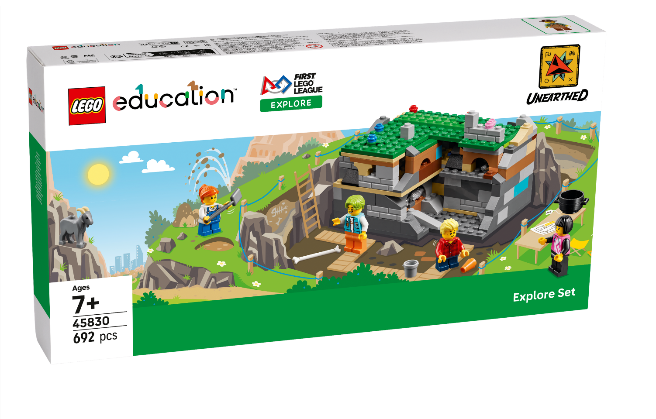 LEGO education
FIRST
LEGO
LEAGUE
EXPLORE
UNEARTHED
Ages
7+
45830
692 pcs
Explore Set